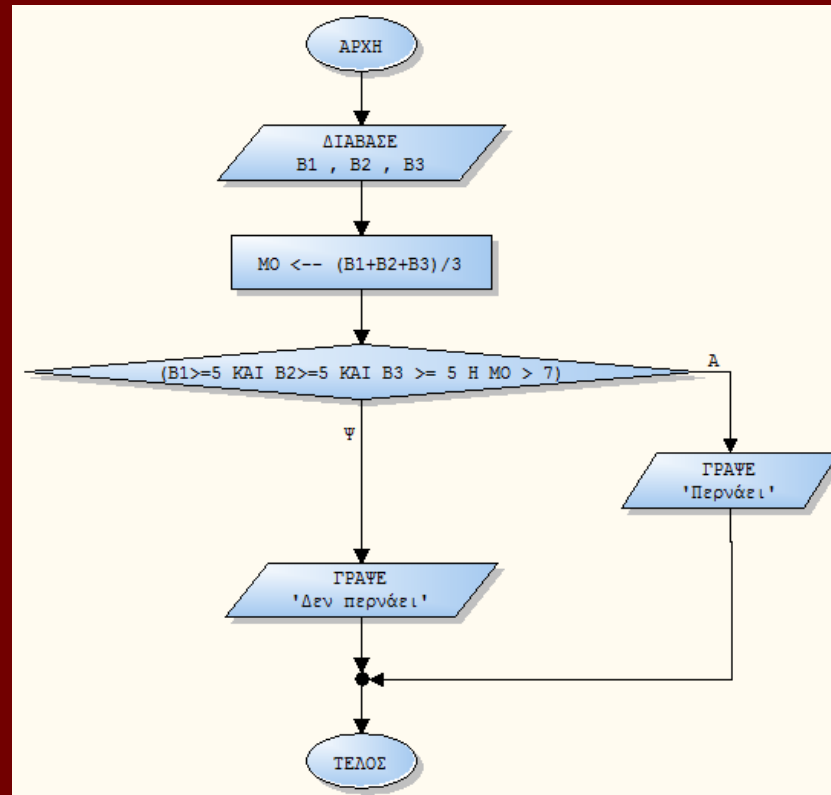 ΑΡΧΗ
ΔΙΑΒΑΣΕ
Β1 , Β2 , Β3
ΜΟ <-- (Β1+Β2+Β3)/3
(Β1>=5 ΚΑΙ Β2>=5 ΚΑΙ Β3 >= 5 Η ΜΟ > 7)
Α
Ψ
ΓΡΑΨΕ
'Περνάει'
ΓΡΑΨΕ
'Δεν περνάει'
ΤΕΛΟΣ